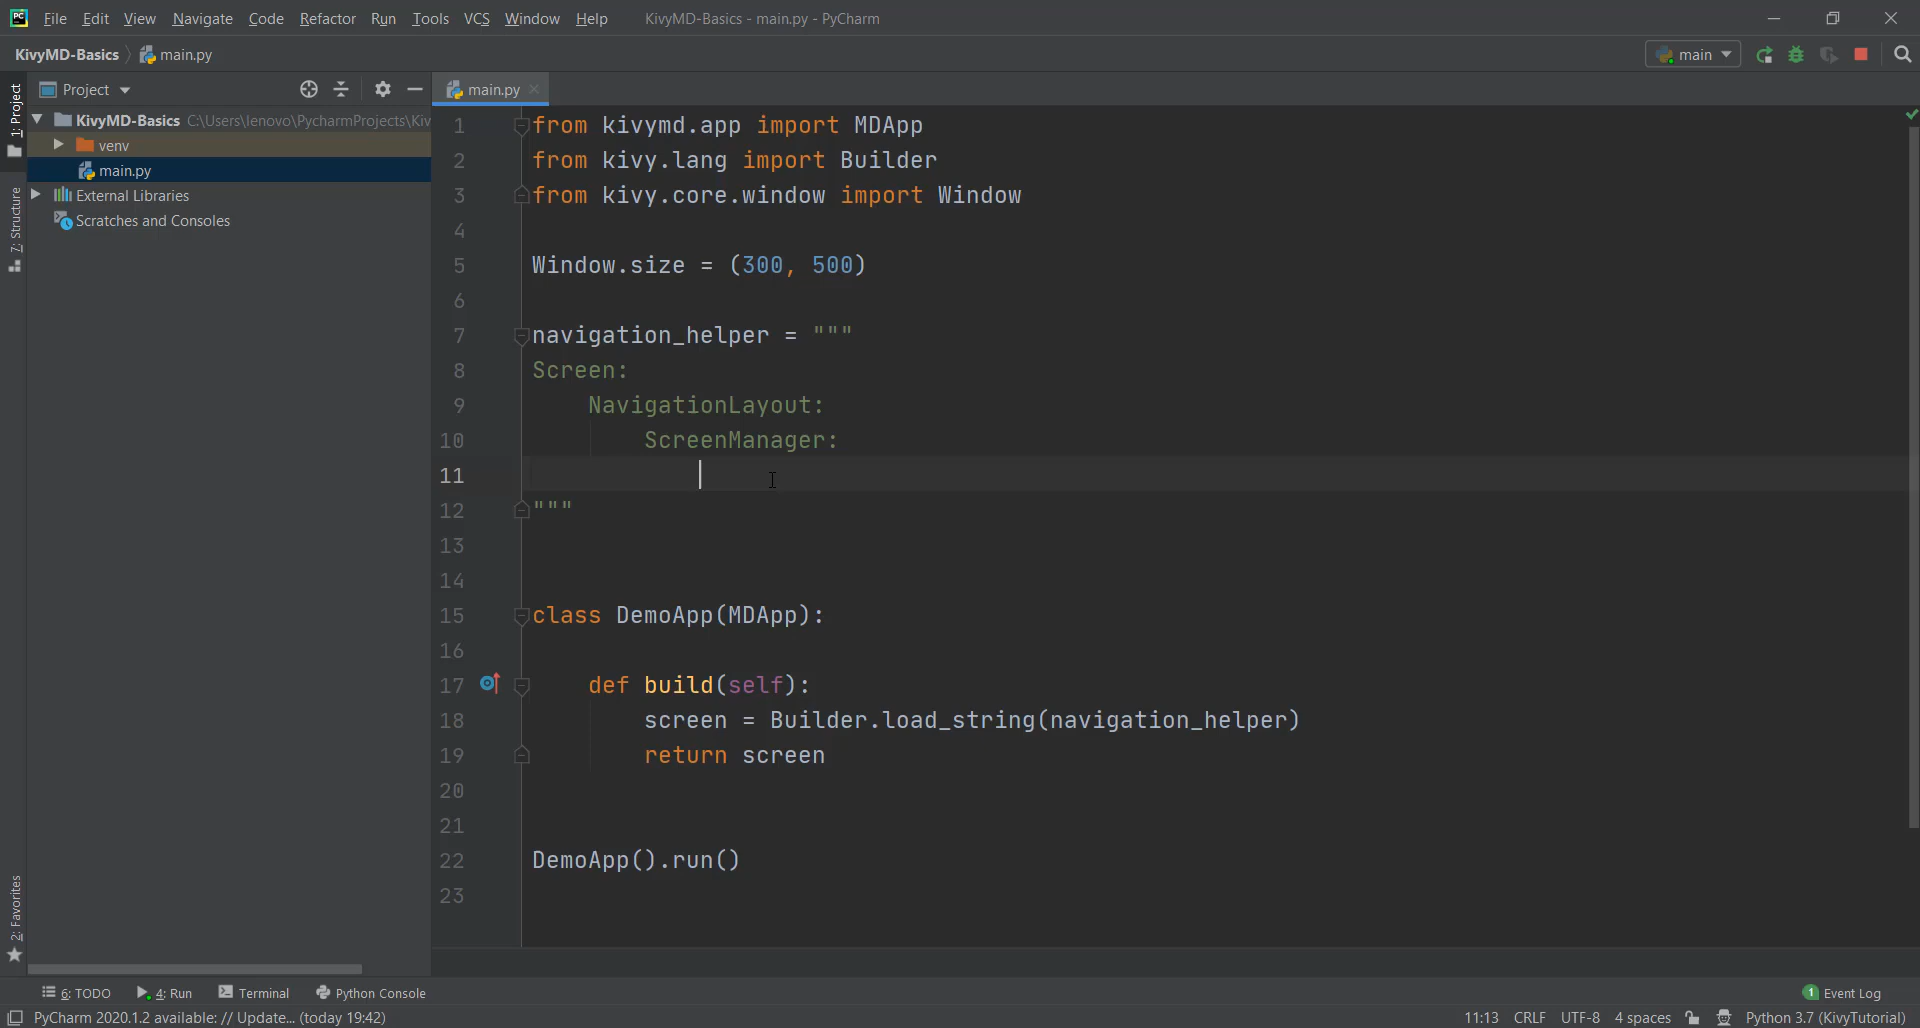 File Edit View Navigate Code Refactor Run Tools VCS Window Help KivyMD-Basics - main.py - PyCharm
KivyMD-Basics main.py main
1: Project
Project
main.py
KivyMD-Basics C:\Users\lenovo\PycharmProjects\Kiv
venv
main.py
External Libraries
Scratches and Consoles
7: Structure
2: Favorites
1 from kivymd.app import MDApp
2 from kivy.lang import Builder
3 from kivy.core.window import Window
4
5 Window.size = (300, 500)
6
7 navigation_helper = """
8 Screen:
9     NavigationLayout:
10         ScreenManager:
11
12 """
13
14
15 class DemoApp(MDApp):
16
17     def build(self):
18         screen = Builder.load_string(navigation_helper)
19         return screen
20
21
22 DemoApp().run()
23
6: TODO 4: Run Terminal Python Console 1 Event Log
PyCharm 2020.1.2 available: // Update... (today 19:42) 11:13 CRLF UTF-8 4 spaces Python 3.7 (KivyTutorial)